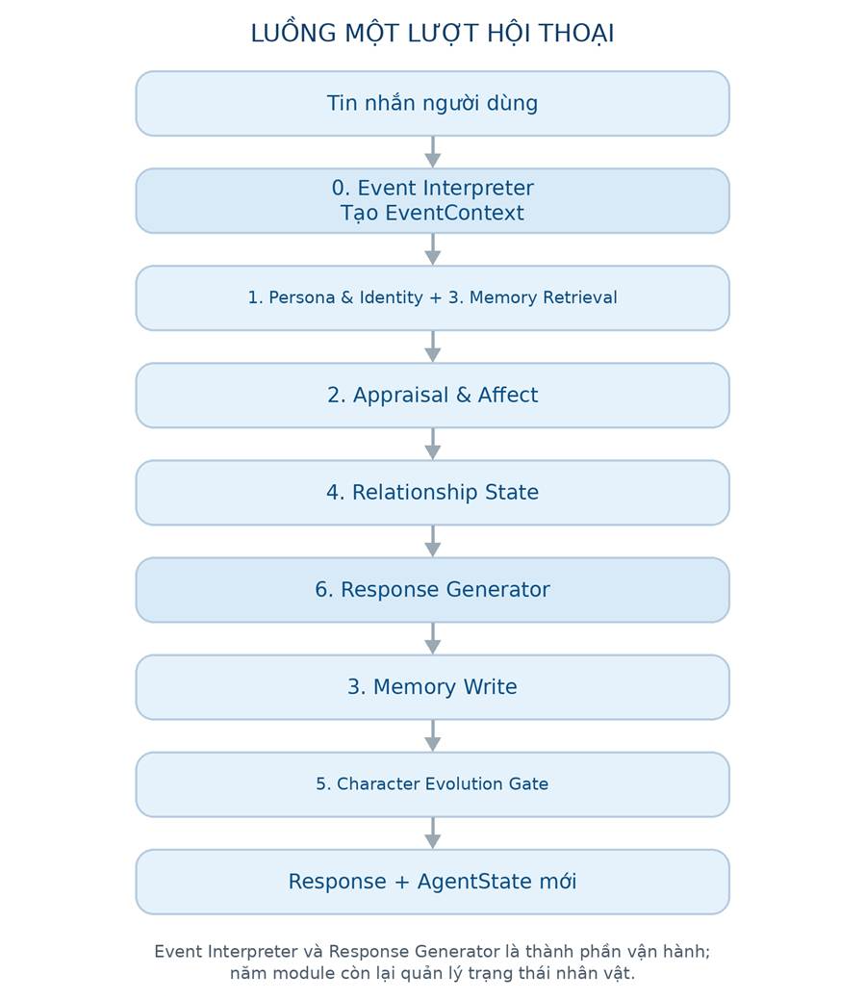 LUỒNG MỘT LƯỢT HỘI THOẠI
Tin nhắn người dùng
0. Event Interpreter
Tạo EventContext
1. Persona & Identity + 3. Memory Retrieval
2. Appraisal & Affect
4. Relationship State
6. Response Generator
3. Memory Write
5. Character Evolution Gate
Response + AgentState mới
Event Interpreter và Response Generator là thành phần vận hành;
năm module còn lại quản lý trạng thái nhân vật.